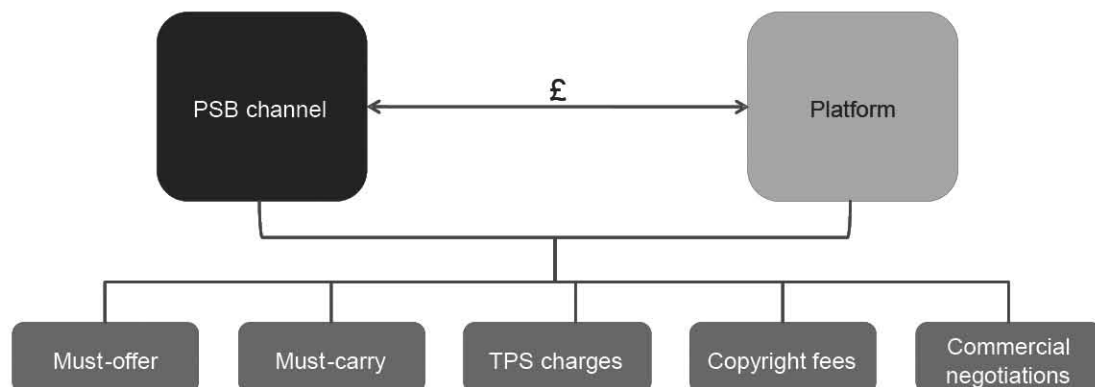 £
PSB channel
Platform
Must-offer
Must-carry
TPS charges
Copyright fees
Commercial
negotiations